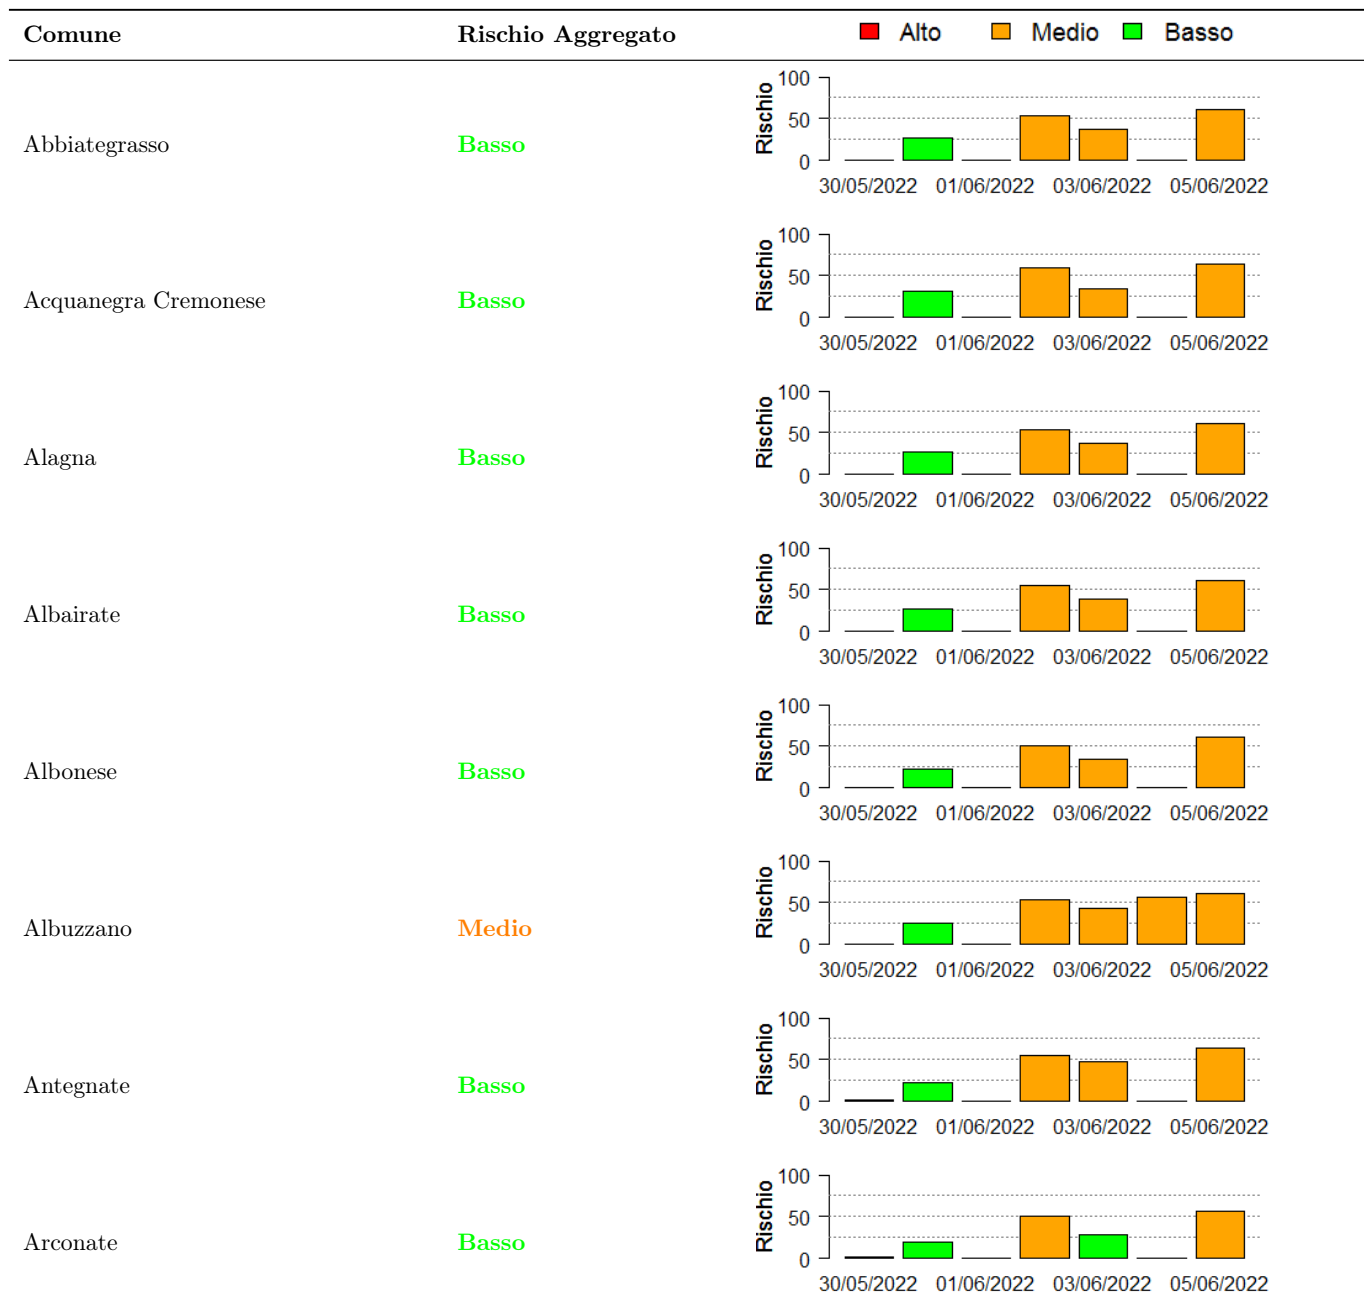 Comune Rischio Aggregato Alto Medio Basso
100
50
0
Rischio
Abbiategrasso Basso
30/05/2022 01/06/2022 03/06/2022 05/06/2022
100
50
0
Rischio
Acquanegra Cremonese Basso
30/05/2022 01/06/2022 03/06/2022 05/06/2022
100
50
0
Rischio
Alagna Basso
30/05/2022 01/06/2022 03/06/2022 05/06/2022
100
50
0
Rischio
Albairate Basso
30/05/2022 01/06/2022 03/06/2022 05/06/2022
100
50
0
Rischio
Albonese Basso
30/05/2022 01/06/2022 03/06/2022 05/06/2022
100
50
0
Rischio
Albuzzano Medio
30/05/2022 01/06/2022 03/06/2022 05/06/2022
100
50
0
Rischio
Antegnate Basso
30/05/2022 01/06/2022 03/06/2022 05/06/2022
100
50
0
Rischio
Arconate Basso
30/05/2022 01/06/2022 03/06/2022 05/06/2022